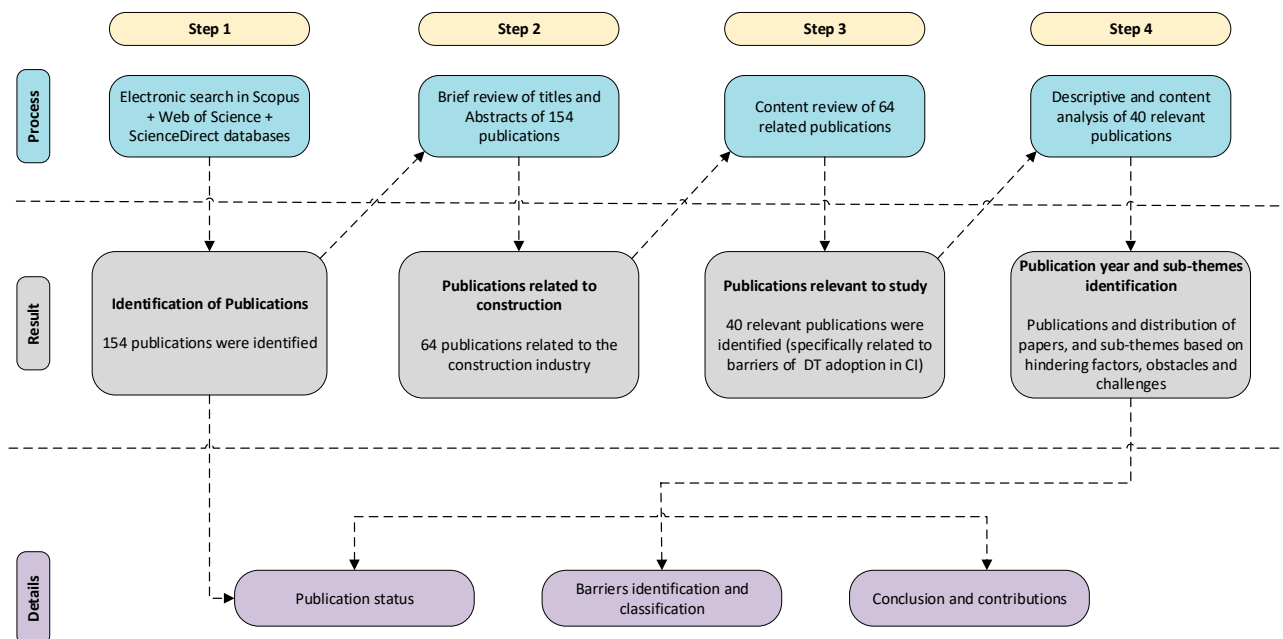 Step 1
Step 2
Step 3
Step 4
Process
Electronic search in Scopus
+ Web of Science +
ScienceDirect databases
Brief review of titles and
Abstracts of 154
publications
Content review of 64
related publications
Descriptive and content
analysis of 40 relevant
publications
Result
Identification of Publications
154 publications were identified
Publications related to
construction
64 publications related to the
construction industry
Publications relevant to study
40 relevant publications were
identified (specifically related to
barriers of DT adoption in CI)
Publication year and sub-themes
identification
Publications and distribution of
papers, and sub-themes based on
hindering factors, obstacles and
challenges
Details
Publication status
Barriers identification and
classification
Conclusion and contributions